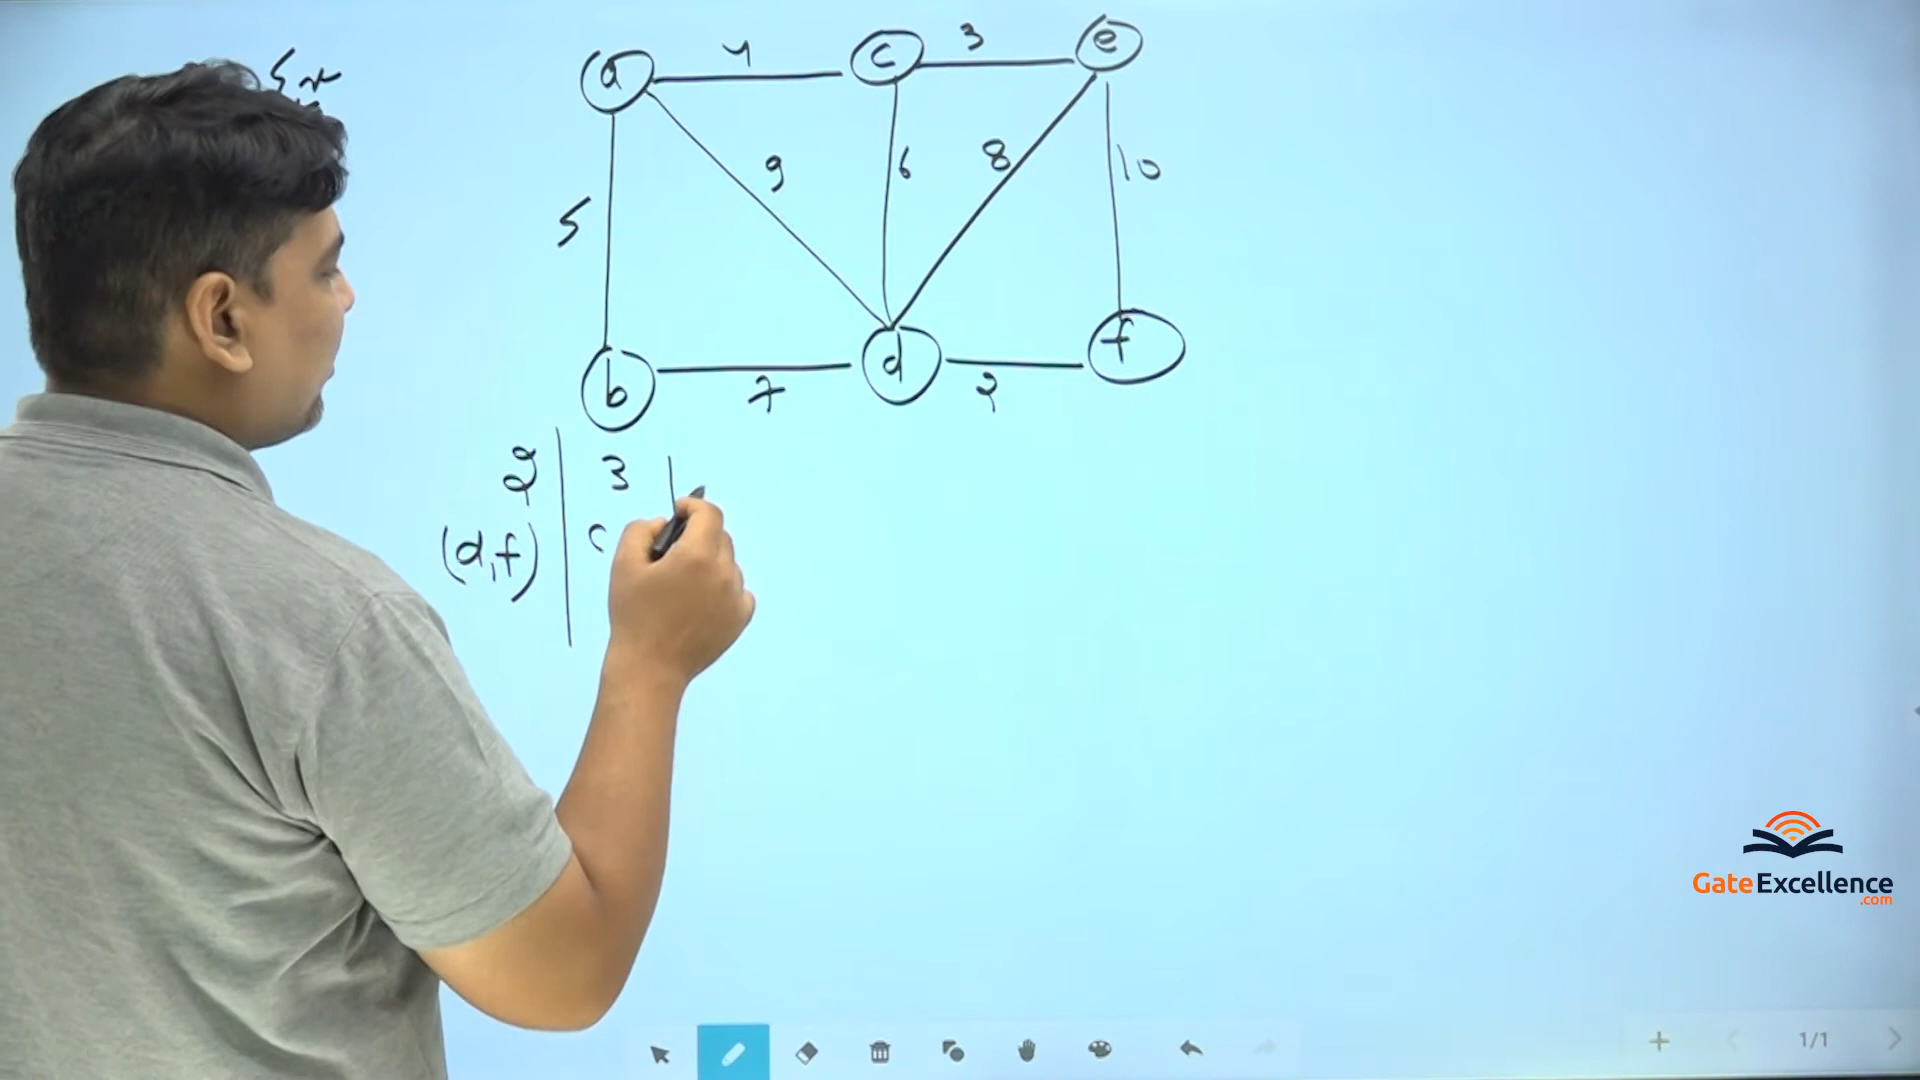 a 4 c 3 e
5 9 6 8 10
b 7 d 2 f
2 3
(d,f) c
GateExcellence
.com
1/1